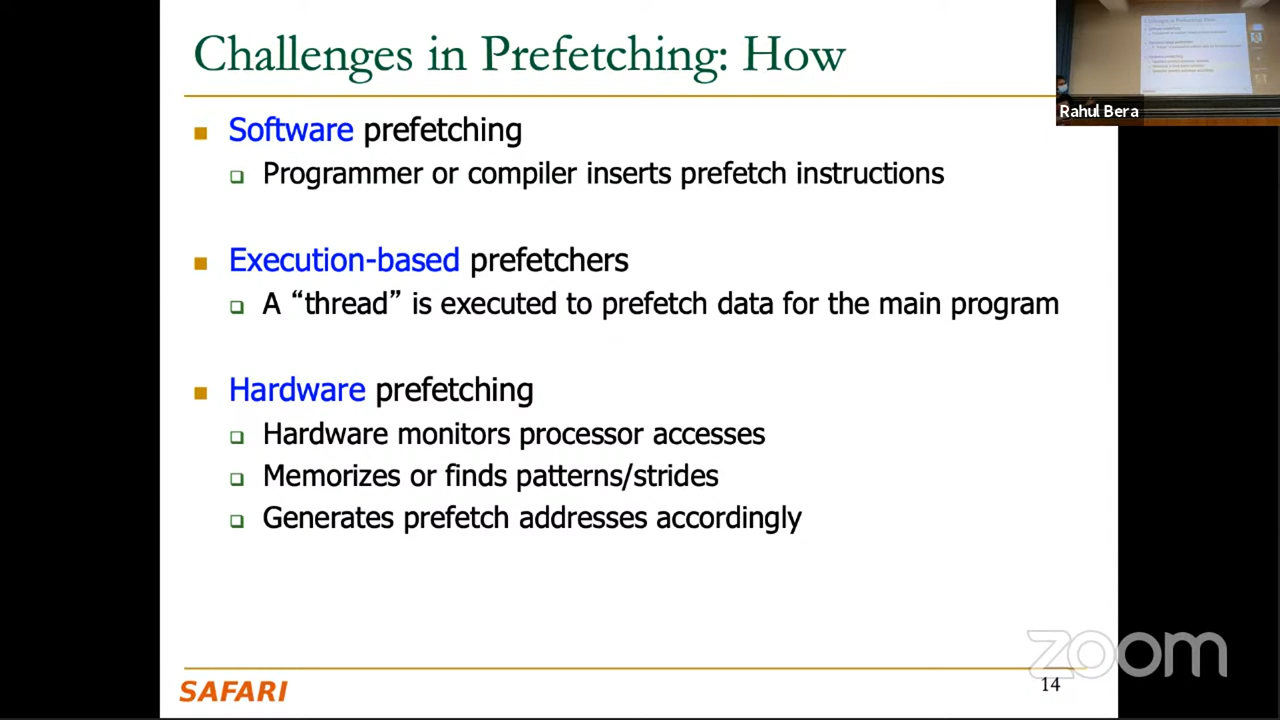 Challenges in Prefetching: How
Rahul Bera
Software prefetching
Programmer or compiler inserts prefetch instructions
Execution-based prefetchers
A “thread” is executed to prefetch data for the main program
Hardware prefetching
Hardware monitors processor accesses
Memorizes or finds patterns/strides
Generates prefetch addresses accordingly
zoom
SAFARI
14